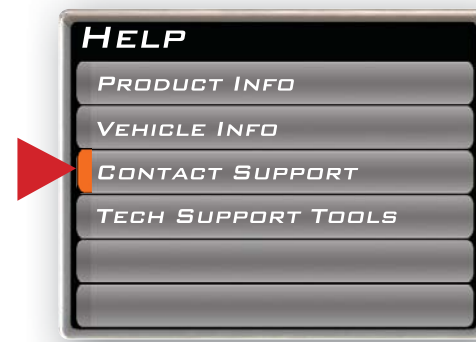 HELP
PRODUCT INFO
VEHICLE INFO
CONTACT SUPPORT
TECH SUPPORT TOOLS